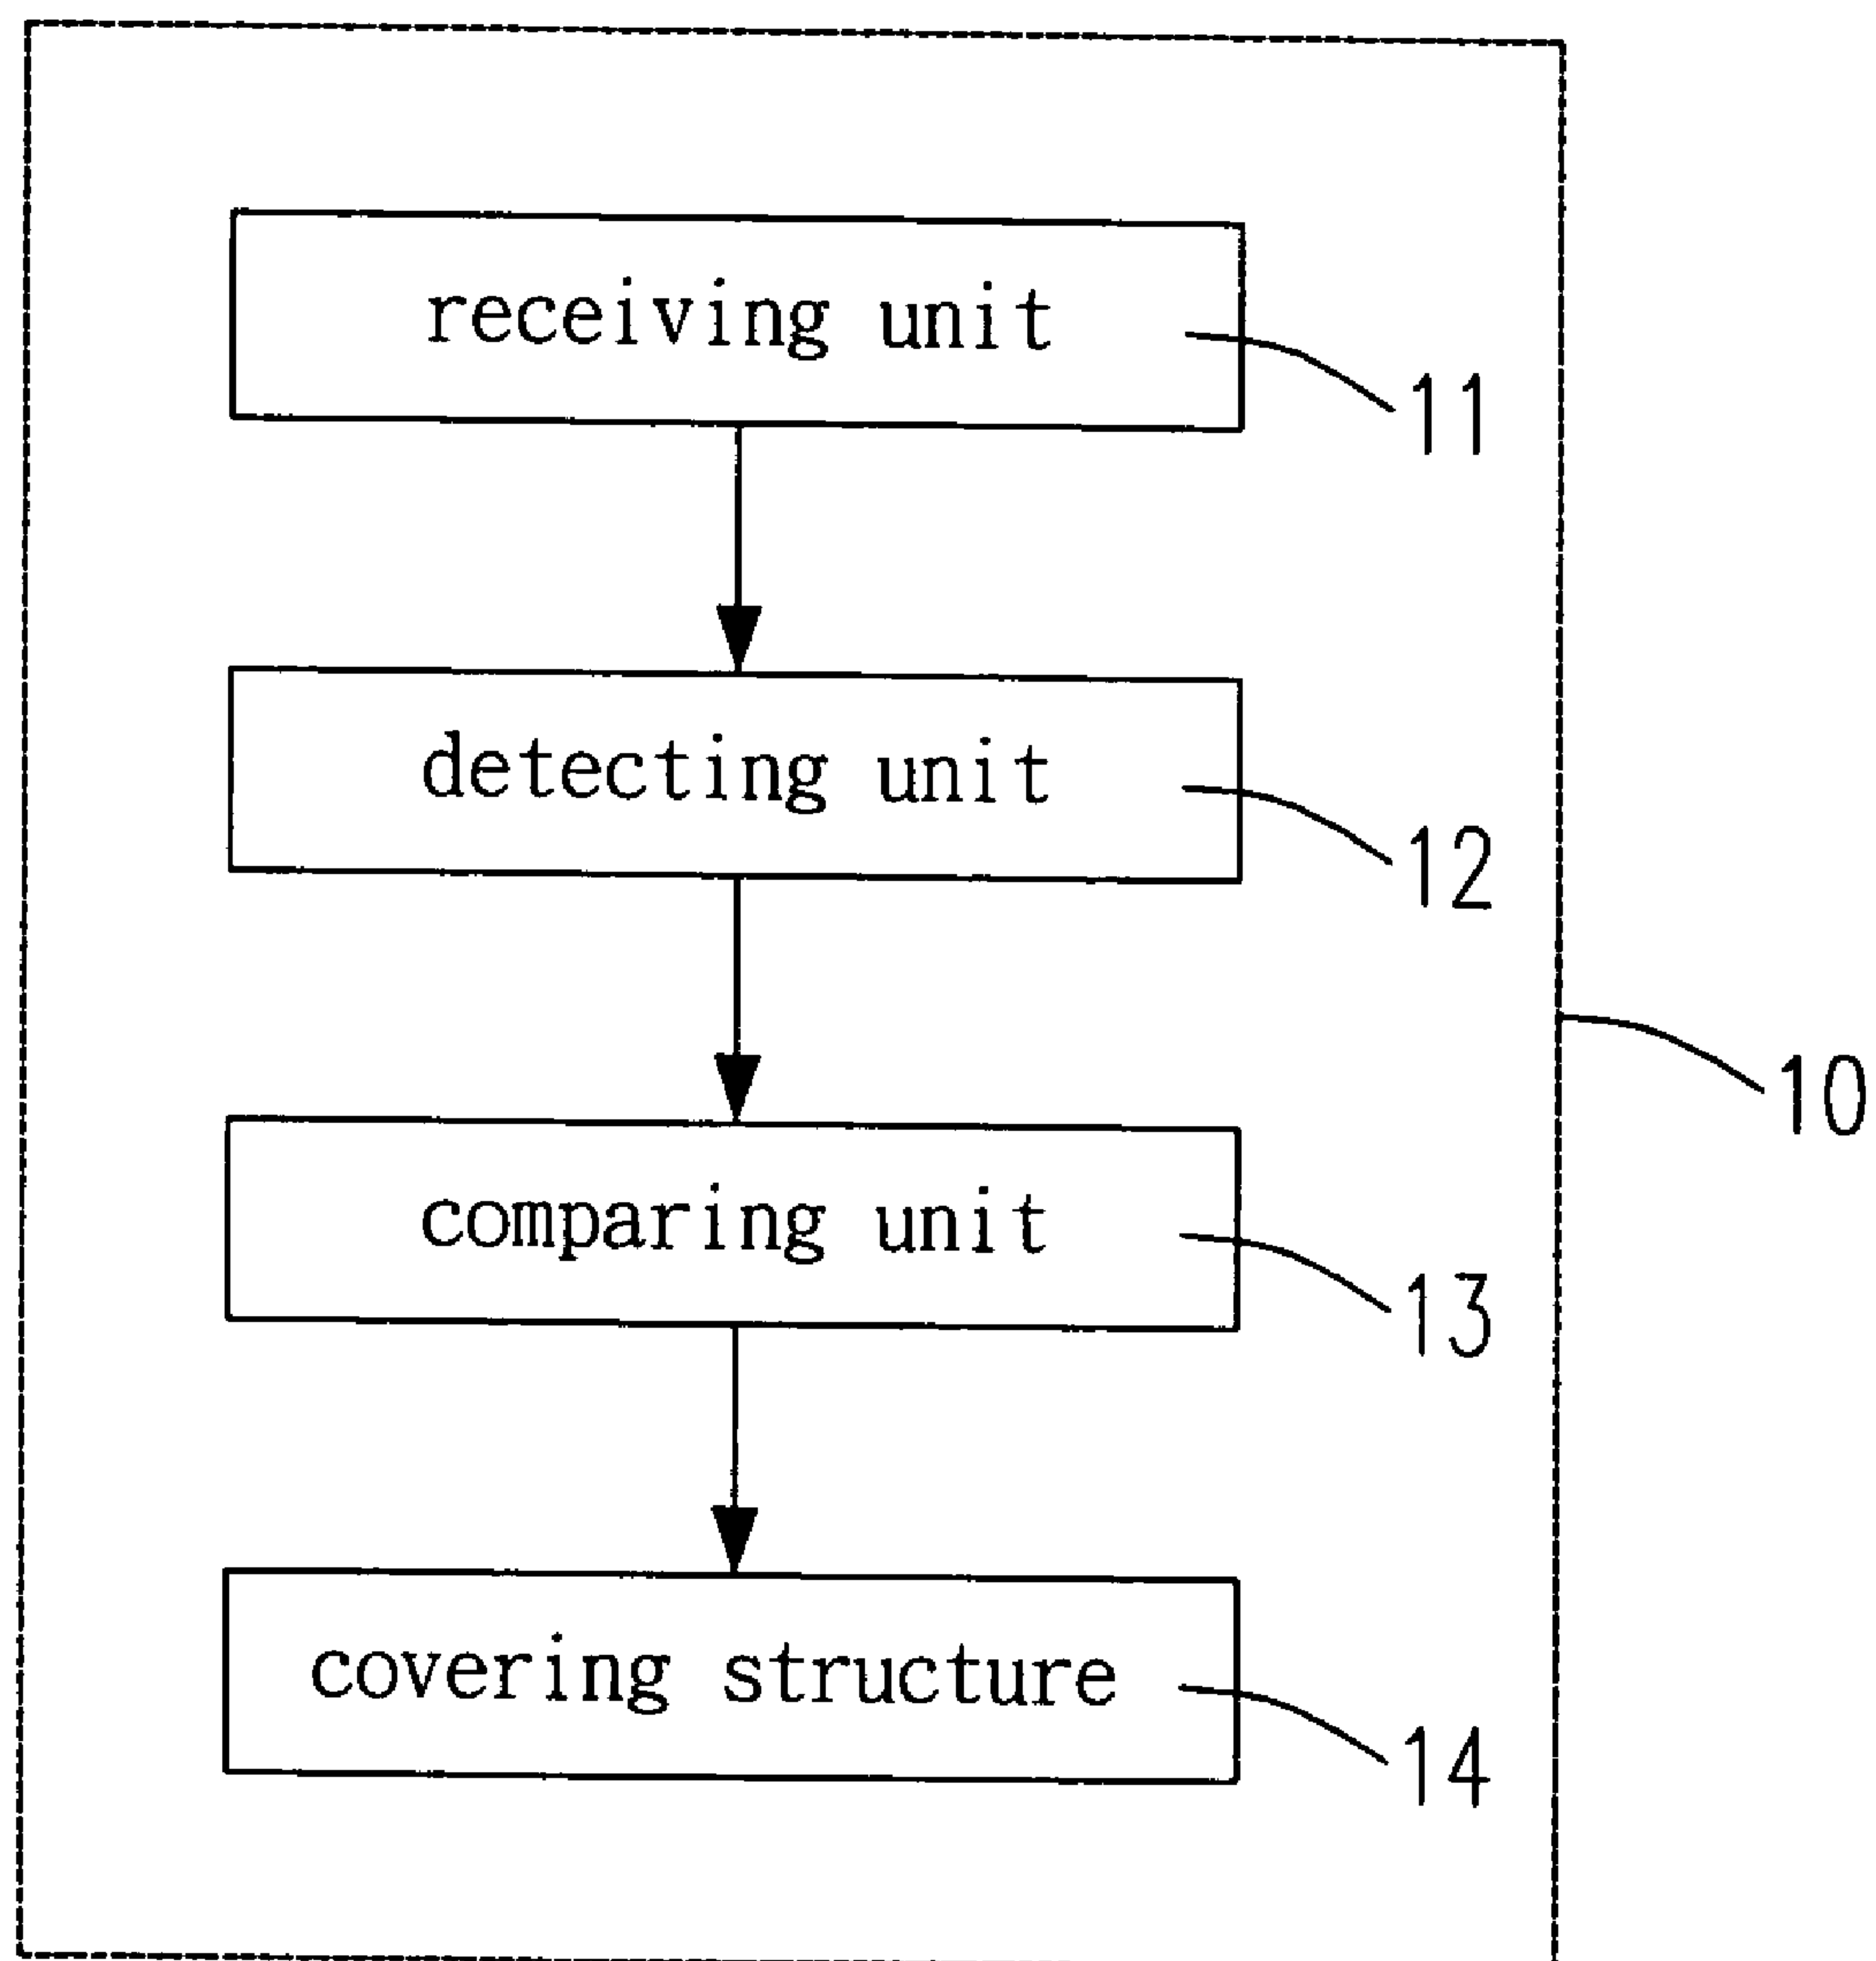 receiving unit
11
detecting unit
12
10
comparing unit
13
covering structure
14